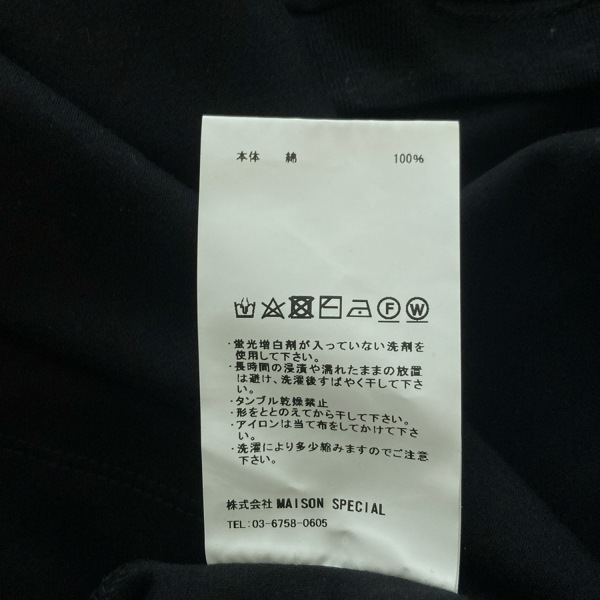 本体 綿 100%
F W
・蛍光増白剤が入っていない洗剤を
使用して下さい。
・長時間の浸漬や濡れたままの放置
は避け、洗濯後すばやく干して下さ
い。
・タンブル乾燥禁止
・形をととのえてから干して下さい。
・アイロンは当て布をしてかけて下さ
い。
・洗濯により多少縮みますのでご注意
下さい。
株式会社 MAISON SPECIAL
TEL:03-6758-0605